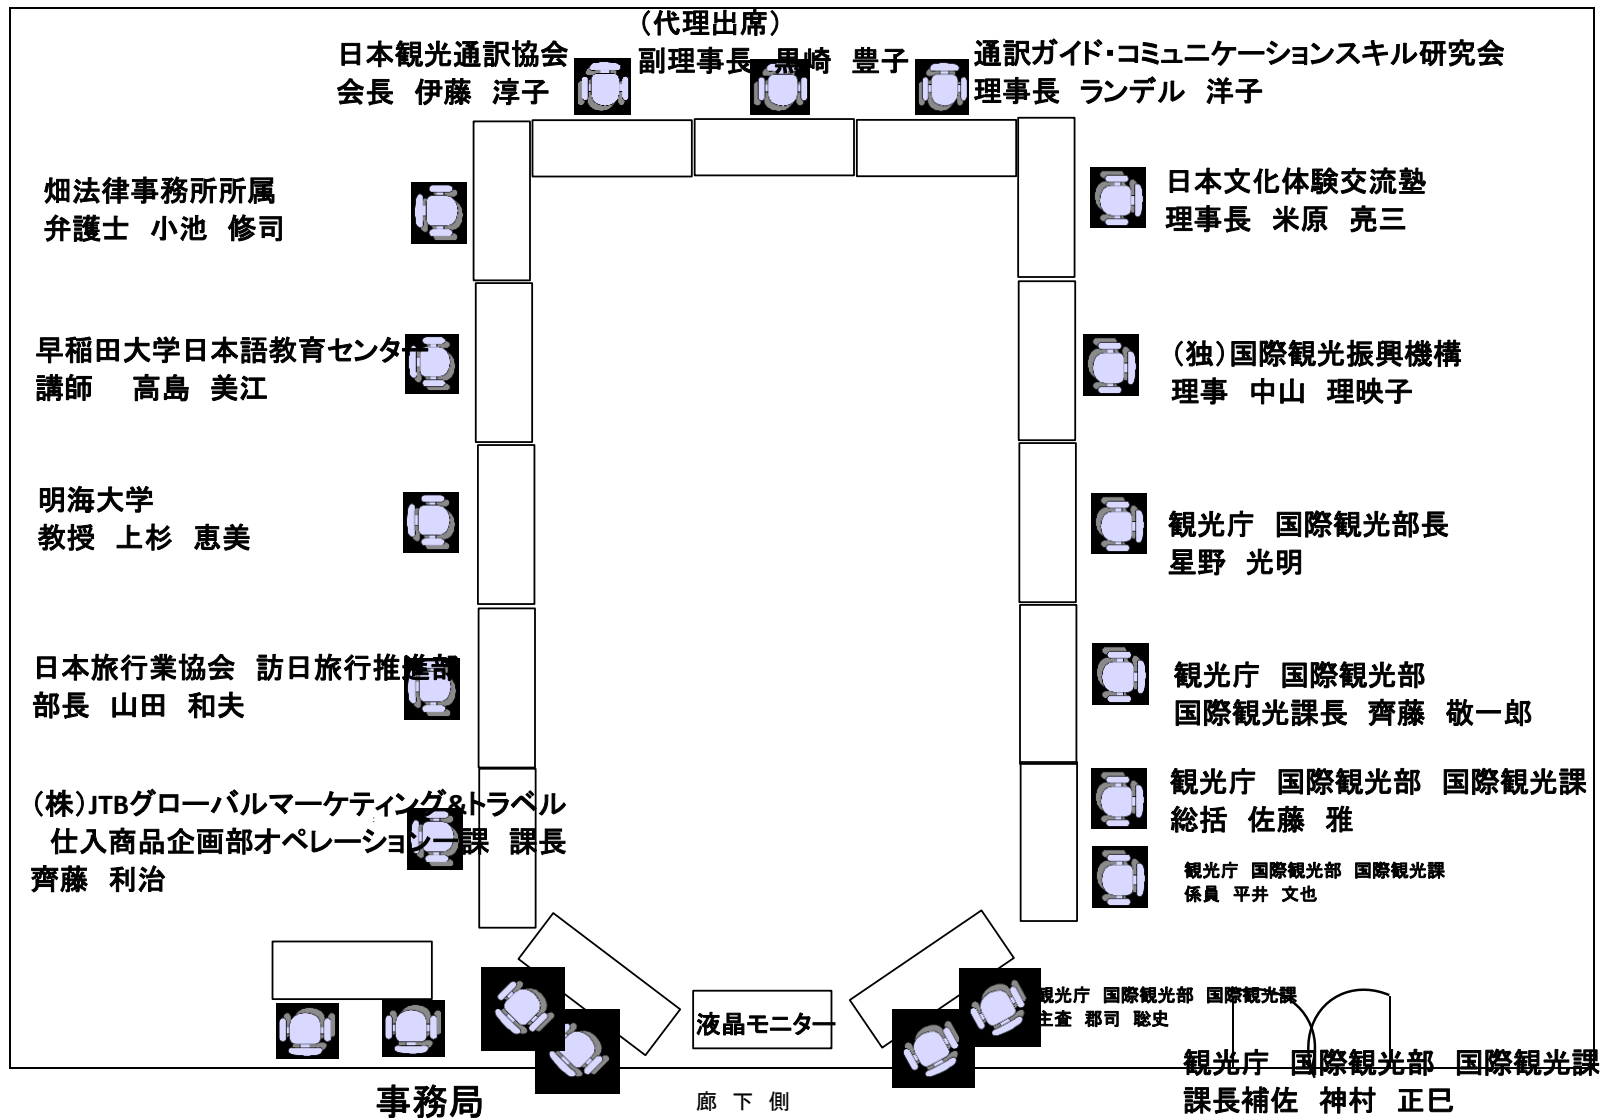 （代理出席）
副理事長　黒崎　豊子
日本観光通訳協会
会長　伊藤　淳子
通訳ガイド・コミュニケーションスキル研究会
理事長　ランデル　洋子
畑法律事務所所属
弁護士　小池　修司
日本文化体験交流塾
理事長　米原　亮三
早稲田大学日本語教育センター
講師　高島　美江
（独）国際観光振興機構
理事　中山　理映子
明海大学
教授　上杉　恵美
観光庁　国際観光部長
星野　光明
日本旅行業協会　訪日旅行推進部
部長　山田　和夫
観光庁　国際観光部
国際観光課長　齊藤　敬一郎
（株）JTBグローバルマーケティング&トラベル
仕入商品企画部オペレーション一課　課長
齊藤　利治
観光庁　国際観光部　国際観光課
総括　佐藤　雅
観光庁　国際観光部　国際観光課
係員　平井　文也
観光庁　国際観光部　国際観光課
主査　郡司　聡史
液晶モニター
観光庁　国際観光部　国際観光課
課長補佐　神村　正巳
事務局
廊下側